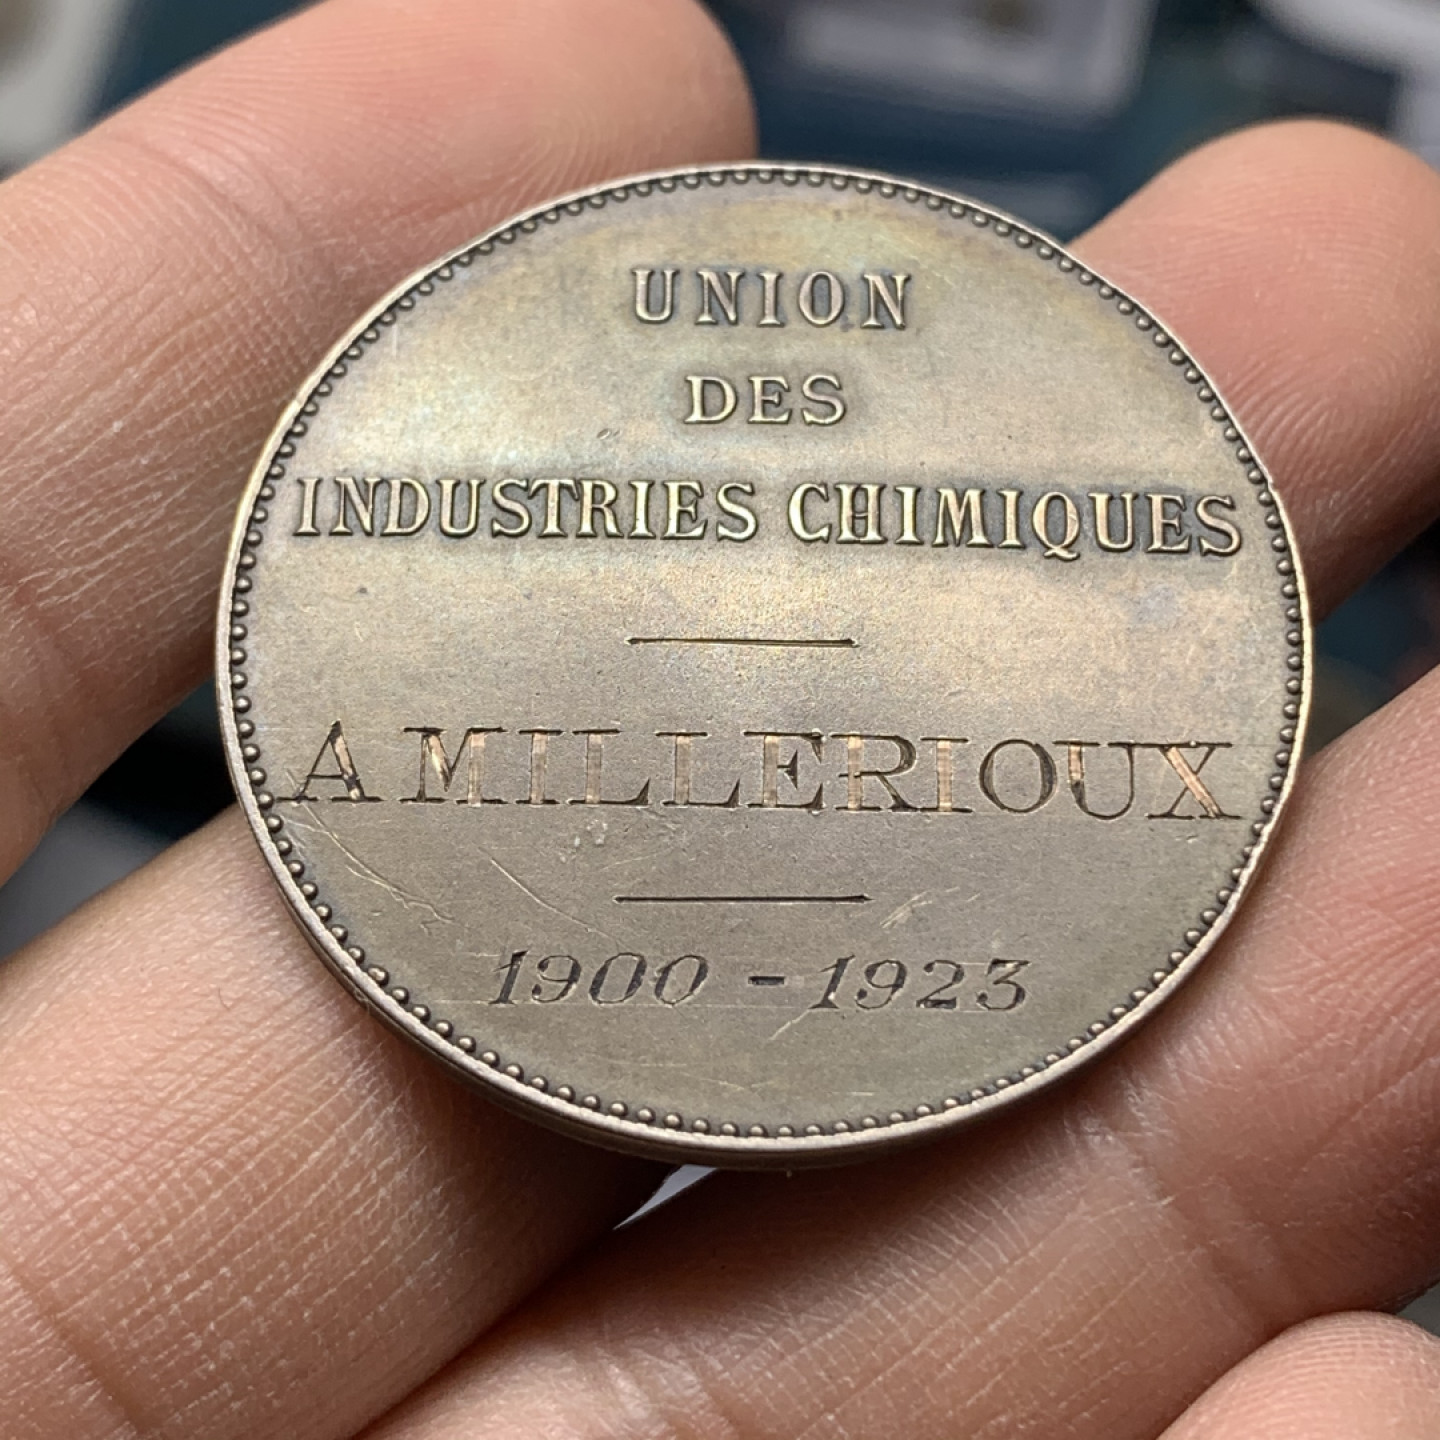 UNION
DES
INDUSTRIES CHIMIQUES
A MILLERIOUX
1900 - 1923